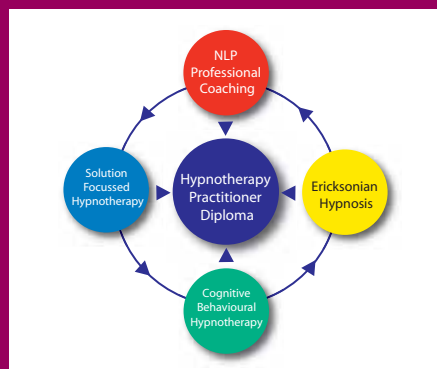 NLP
Professional
Coaching
Solution
Focussed
Hypnotherapy
Hypnotherapy
Practitioner
Diploma
Ericksonian
Hypnosis
Cognitive
Behavioural
Hypnotherapy